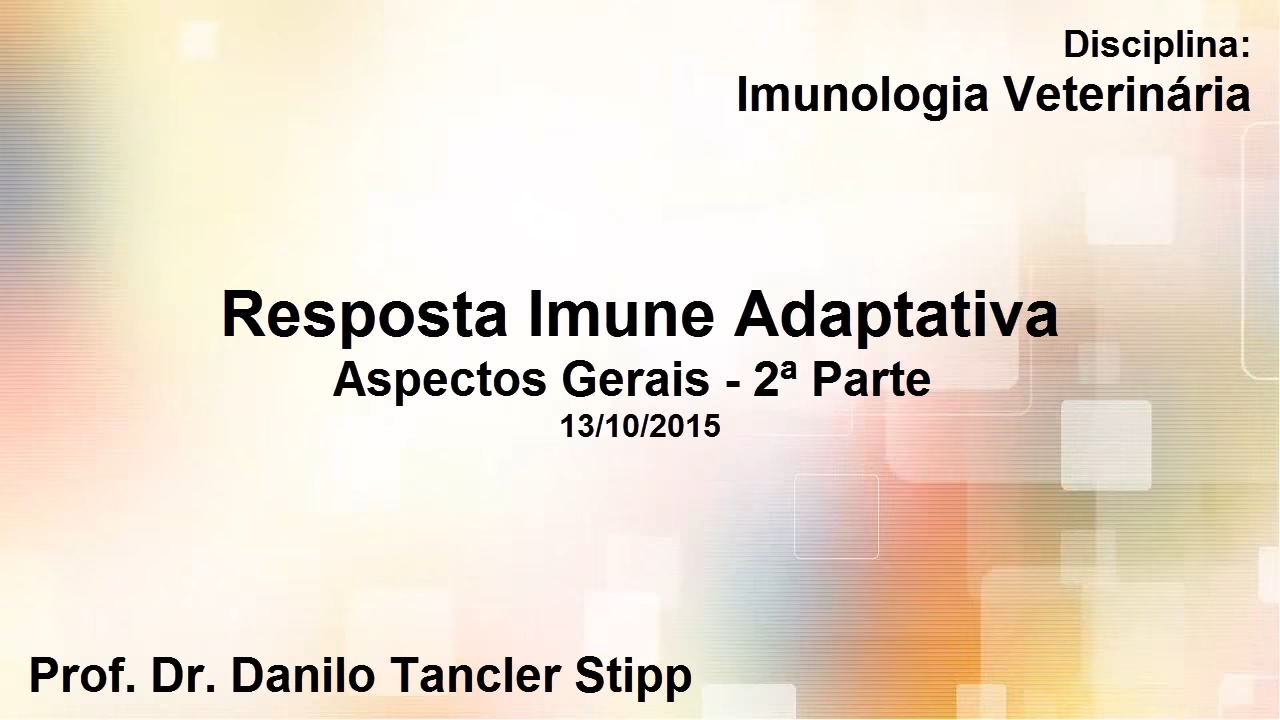 Disciplina:
Imunologia Veterinária
Resposta Imune Adaptativa
Aspectos Gerais - 2ª Parte
13/10/2015
Prof. Dr. Danilo Tancler Stipp